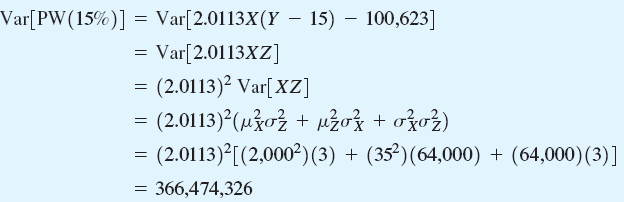 Var[PW(15%)] = Var[2.0113X(Y − 15) − 100,623]
= Var[2.0113XZ]
= (2.0113)² Var[XZ]
= (2.0113)²(μ²_Xσ²_Z + μ²_Zσ²_X + σ²_Xσ²_Z)
= (2.0113)²[(2,000²)(3) + (35²)(64,000) + (64,000)(3)]
= 366,474,326